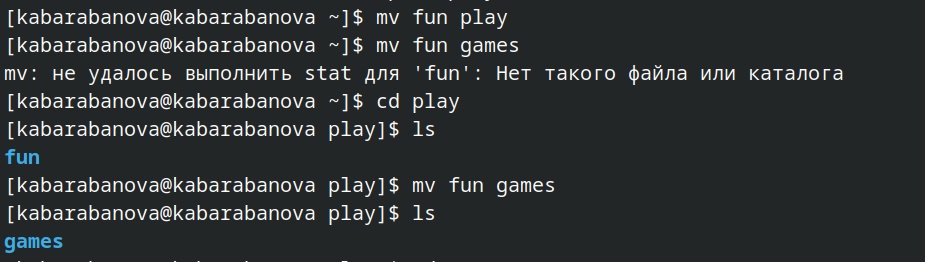 [kabarabanova@kabarabanova ~]$ mv fun play
[kabarabanova@kabarabanova ~]$ mv fun games
mv: не удалось выполнить stat для 'fun': Нет такого файла или каталога
[kabarabanova@kabarabanova ~]$ cd play
[kabarabanova@kabarabanova play]$ ls
fun
[kabarabanova@kabarabanova play]$ mv fun games
[kabarabanova@kabarabanova play]$ ls
games